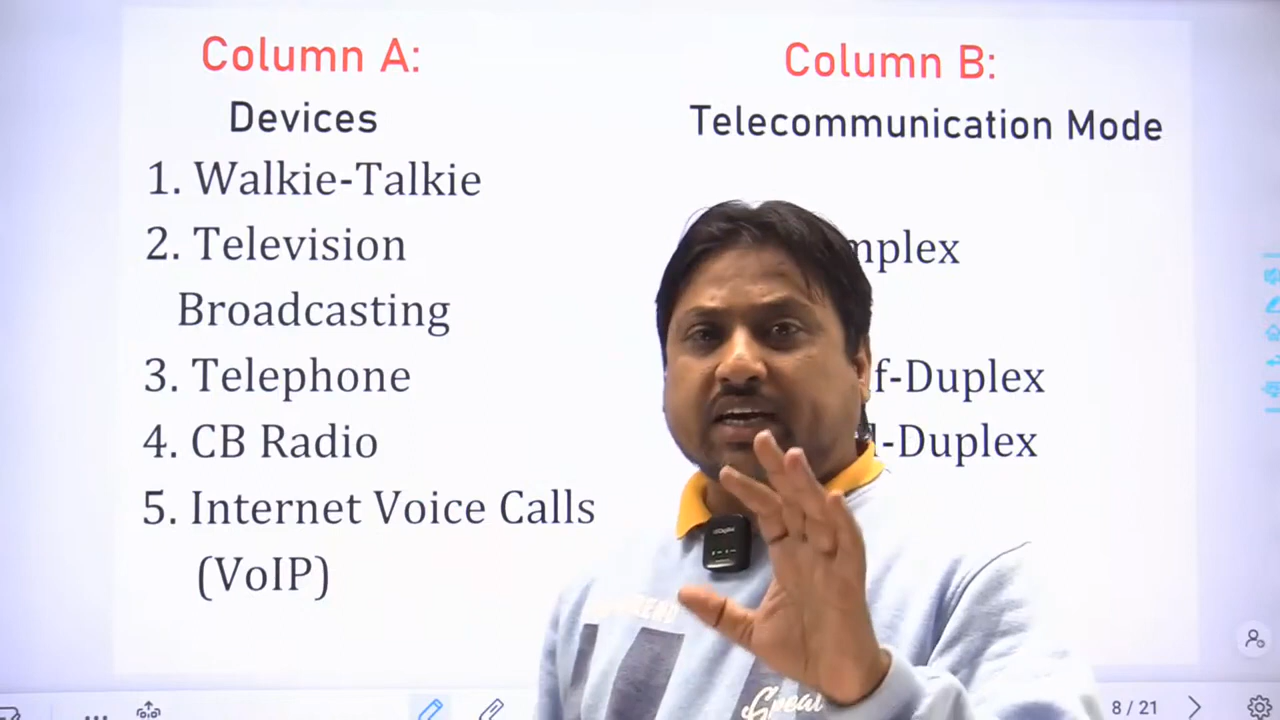 Column A:
Column B:
Devices
Telecommunication Mode
1. Walkie-Talkie
2. Television
mplex
Broadcasting
3. Telephone
f-Duplex
4. CB Radio
l-Duplex
5. Internet Voice Calls
(VoIP)
8 / 21